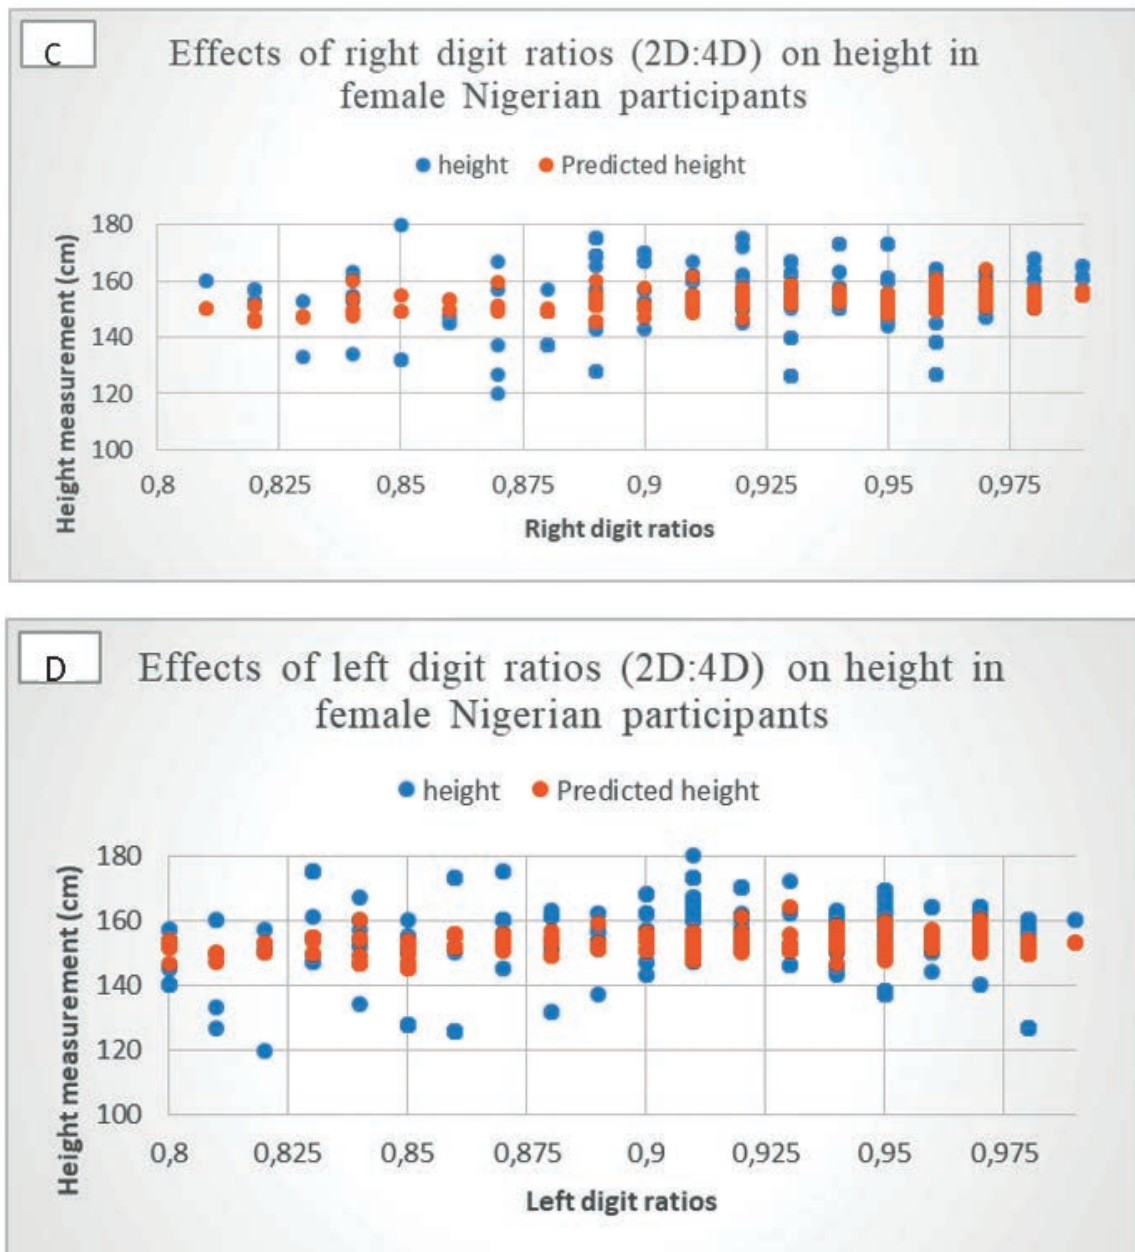 C
Effects of right digit ratios (2D:4D) on height in
female Nigerian participants
height Predicted height
Height measurement (cm)
180
160
140
120
100
0,8 0,825 0,85 0,875 0,9 0,925 0,95 0,975
Right digit ratios
D
Effects of left digit ratios (2D:4D) on height in
female Nigerian participants
height Predicted height
Height measurement (cm)
180
160
140
120
100
0,8 0,825 0,85 0,875 0,9 0,925 0,95 0,975
Left digit ratios